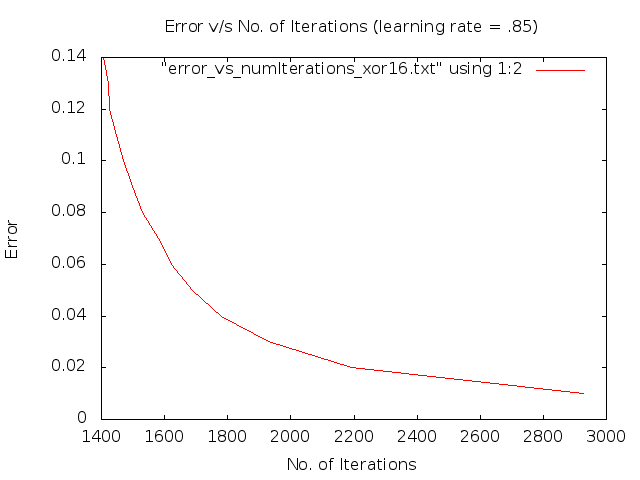 Error v/s No. of Iterations (learning rate = .85)
"error_vs_numIterations_xor16.txt" using 1:2
0.14
0.12
0.1
0.08
0.06
0.04
0.02
0
Error
1400 1600 1800 2000 2200 2400 2600 2800 3000
No. of Iterations